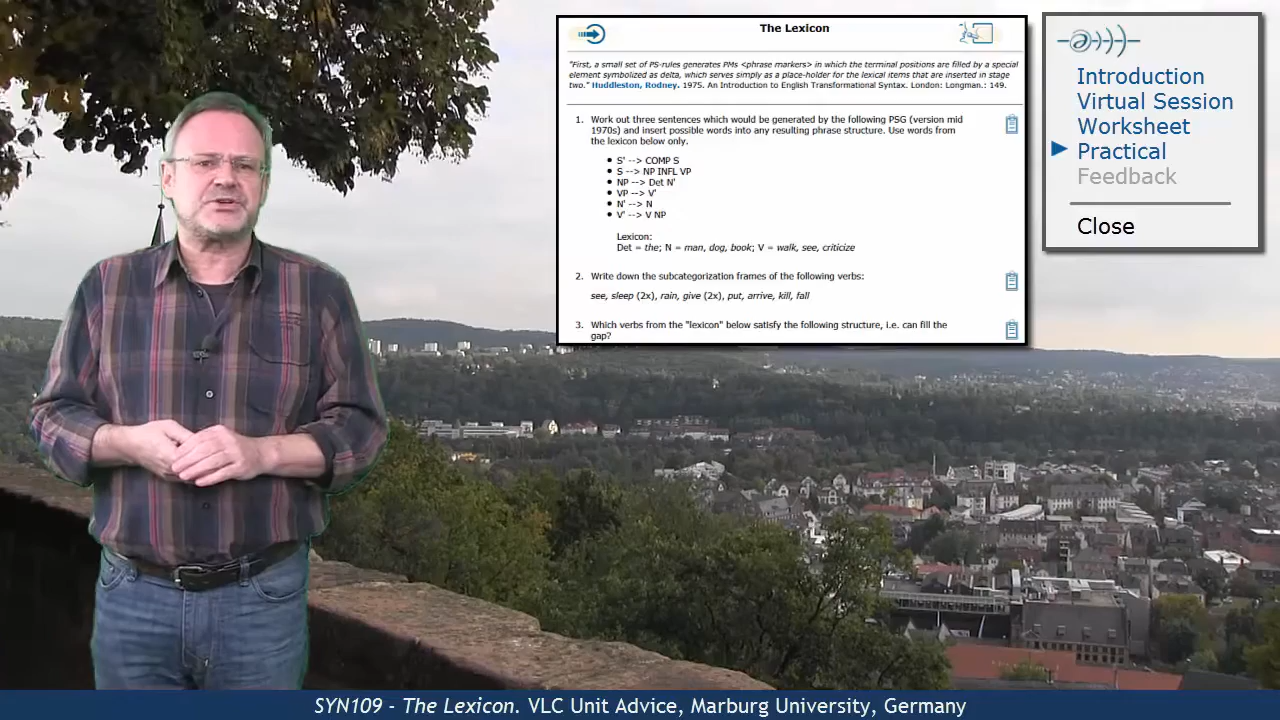 The Lexicon
"First, a small set of PS-rules generates PMs <phrase markers> in which the terminal positions are filled by a special
element symbolized as delta, which serves simply as a place-holder for the lexical items that are inserted in stage
two." Huddleston, Rodney. 1975. An Introduction to English Transformational Syntax. London: Longman.: 149.
1. Work out three sentences which would be generated by the following PSG (version mid
1970s) and insert possible words into any resulting phrase structure. Use words from
the lexicon below only.
• S' --> COMP S
• S --> NP INFL VP
• NP --> Det N'
• VP --> V'
• N' --> N
• V' --> V NP
Lexicon:
Det = the; N = man, dog, book; V = walk, see, criticize
2. Write down the subcategorization frames of the following verbs:
see, sleep (2x), rain, give (2x), put, arrive, kill, fall
3. Which verbs from the "lexicon" below satisfy the following structure, i.e. can fill the
gap?
Introduction
Virtual Session
Worksheet
Practical
Feedback
Close
SYN109 - The Lexicon. VLC Unit Advice, Marburg University, Germany